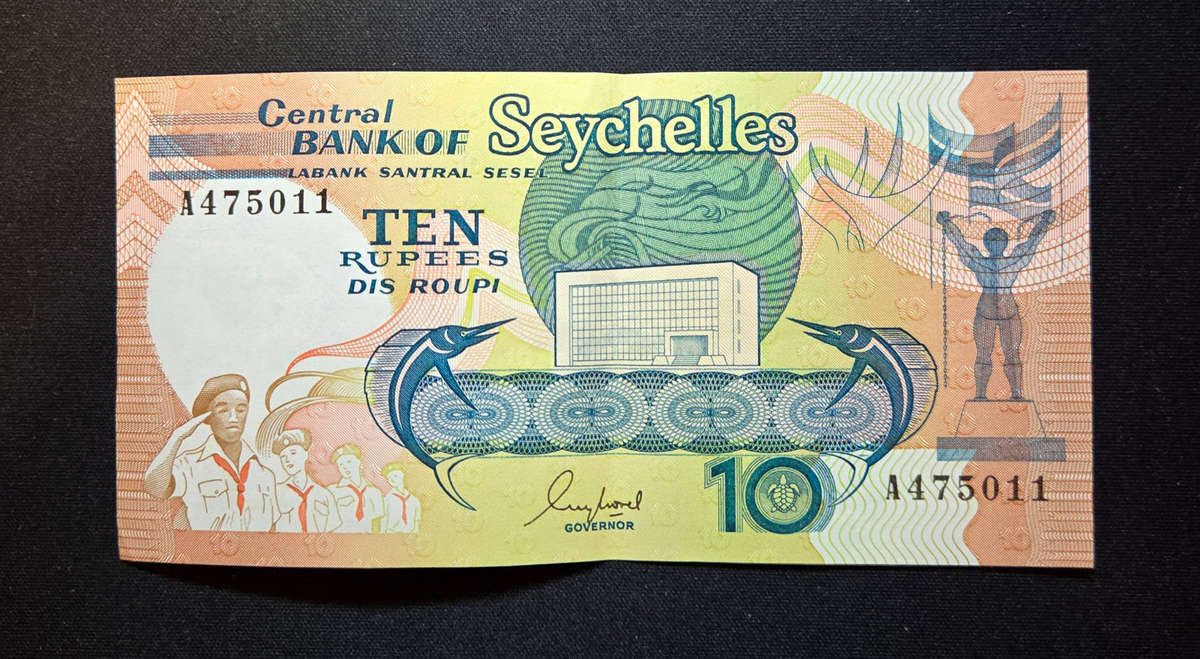 Central
BANK OF Seychelles
LABANK SANTRAL SESEL
A475011
TEN
RUPEES
DIS ROUPI
GOVERNOR
10
A475011